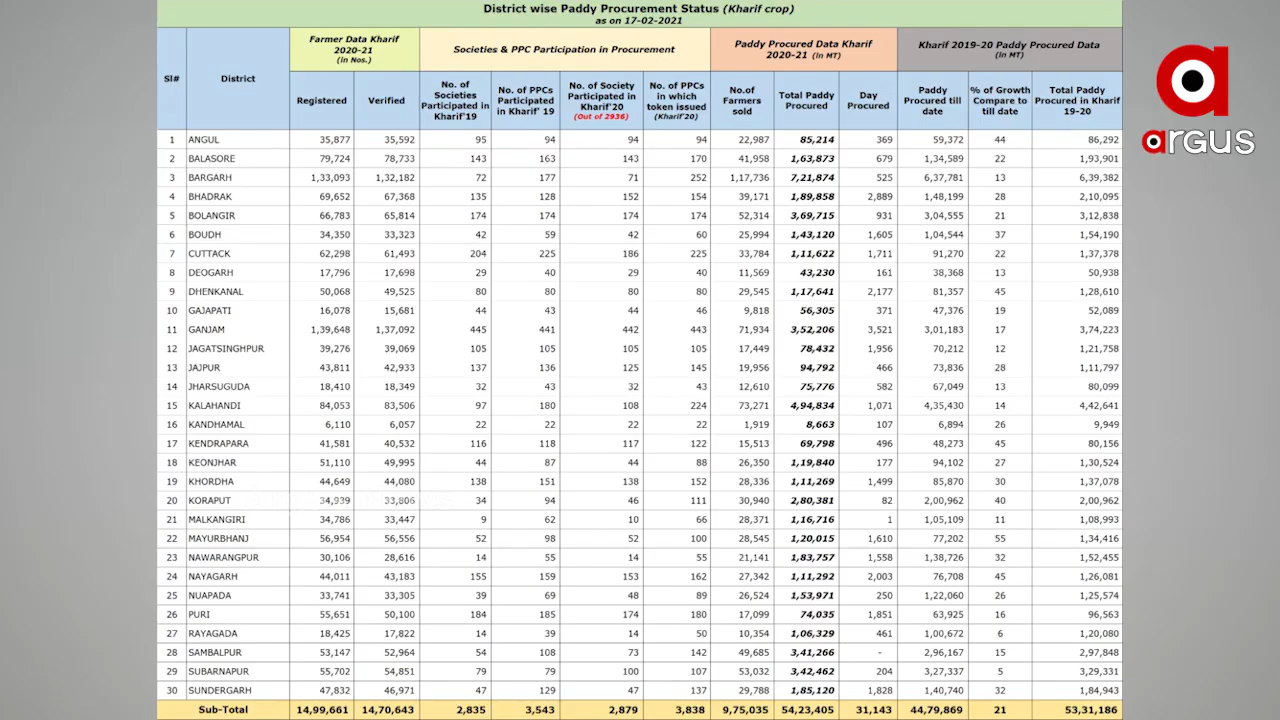 District wise Paddy Procurement Status (Kharif crop)
as on 17-02-2021
Sl# District Farmer Data Kharif 2020-21 (in Nos.) Societies & PPC Participation in Procurement Paddy Procured Data Kharif 2020-21 (In MT) Kharif 2019-20 Paddy Procured Data (in MT)
Registered Verified No. of Societies Participated in Kharif'19 No. of PPCs Participated in Kharif' 19 No. of Society Participated in Kharif'20 (Out of 2936) No. of PPCs in which token issued (Kharif'20) No.of Farmers sold Total Paddy Procured Day Procured Paddy Procured till date % of Growth Compare to till date Total Paddy Procured in Kharif 19-20
1 ANGUL 35,877 35,592 95 94 94 94 22,987 85,214 369 59,372 44 86,292
2 BALASORE 79,724 78,733 143 163 143 170 41,958 1,63,873 679 1,34,589 22 1,93,901
3 BARGARH 1,33,093 1,32,182 72 177 71 252 1,17,736 7,21,874 525 6,37,781 13 6,39,382
4 BHADRAK 69,652 67,368 135 128 152 154 39,171 1,89,858 2,889 1,48,199 28 2,10,095
5 BOLANGIR 66,783 65,814 174 174 174 174 52,314 3,69,715 931 3,04,555 21 3,12,838
6 BOUDH 34,350 33,323 42 59 42 60 25,994 1,43,120 1,605 1,04,544 37 1,54,190
7 CUTTACK 62,298 61,493 204 225 186 225 33,784 1,11,622 1,711 91,270 22 1,37,378
8 DEOGARH 17,796 17,698 29 40 29 40 11,569 43,230 161 38,368 13 50,938
9 DHENKANAL 50,068 49,525 80 80 80 80 29,545 1,17,641 2,177 81,357 45 1,28,610
10 GAJAPATI 16,078 15,681 44 43 44 46 9,818 56,305 371 47,376 19 52,089
11 GANJAM 1,39,648 1,37,092 445 441 442 443 71,934 3,52,206 3,521 3,01,183 17 3,74,223
12 JAGATSINGHPUR 39,276 39,069 105 105 105 105 17,449 78,432 1,956 70,212 12 1,21,758
13 JAJPUR 43,811 42,933 137 136 125 145 19,956 94,792 466 73,836 28 1,11,797
14 JHARSUGUDA 18,410 18,349 32 43 32 43 12,610 75,776 582 67,049 13 80,099
15 KALAHANDI 84,053 83,506 97 180 108 224 73,271 4,94,834 1,071 4,35,430 14 4,42,641
16 KANDHAMAL 6,110 6,057 22 22 22 22 1,919 8,663 107 6,894 26 9,949
17 KENDRAPARA 41,581 40,532 116 118 117 122 15,513 69,798 496 48,273 45 80,156
18 KEONJHAR 51,110 49,995 44 87 44 88 26,350 1,19,840 177 94,102 27 1,30,524
19 KHORDHA 44,649 44,080 138 151 138 152 28,336 1,11,269 1,499 85,870 30 1,37,078
20 KORAPUT 34,939 33,806 34 94 46 111 30,940 2,80,381 82 2,00,962 40 2,00,962
21 MALKANGIRI 34,786 33,447 9 62 10 66 28,371 1,16,716 1 1,05,109 11 1,08,993
22 MAYURBHANJ 56,954 56,556 52 98 52 100 28,545 1,20,015 1,610 77,202 55 1,34,416
23 NAWARANGPUR 30,106 28,616 14 55 14 55 21,141 1,83,757 1,558 1,38,726 32 1,52,455
24 NAYAGARH 44,011 43,183 155 159 153 162 27,342 1,11,292 2,003 76,708 45 1,26,081
25 NUAPADA 33,741 33,305 39 69 48 89 26,524 1,53,971 250 1,22,060 26 1,25,574
26 PURI 55,651 50,100 184 185 174 180 17,099 74,035 1,851 63,925 16 96,563
27 RAYAGADA 18,425 17,822 14 39 14 50 10,354 1,06,329 461 1,00,672 6 1,20,080
28 SAMBALPUR 53,147 52,964 54 108 73 142 49,685 3,41,266 - 2,96,167 15 2,97,848
29 SUBARNAPUR 55,702 54,851 79 79 100 107 53,032 3,42,462 204 3,27,337 5 3,29,331
30 SUNDERGARH 47,832 46,971 47 129 47 137 29,788 1,85,120 1,828 1,40,740 32 1,84,943
Sub-Total 14,99,661 14,70,643 2,835 3,543 2,879 3,838 9,75,035 54,23,405 31,143 44,79,869 21 53,31,186
argus